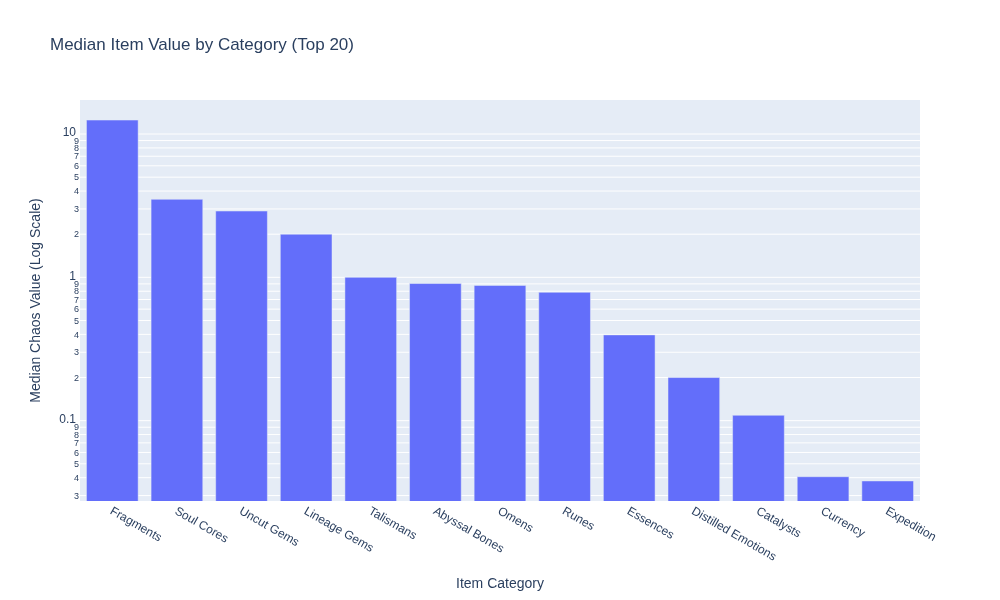 Median Item Value by Category (Top 20)
Median Chaos Value (Log Scale)
10
9
8
7
6
5
4
3
2
1
9
8
7
6
5
4
3
2
0.1
9
8
7
6
5
4
3
Fragments
Soul Cores
Uncut Gems
Lineage Gems
Talismans
Abyssal Bones
Omens
Runes
Essences
Distilled Emotions
Catalysts
Currency
Expedition
Item Category